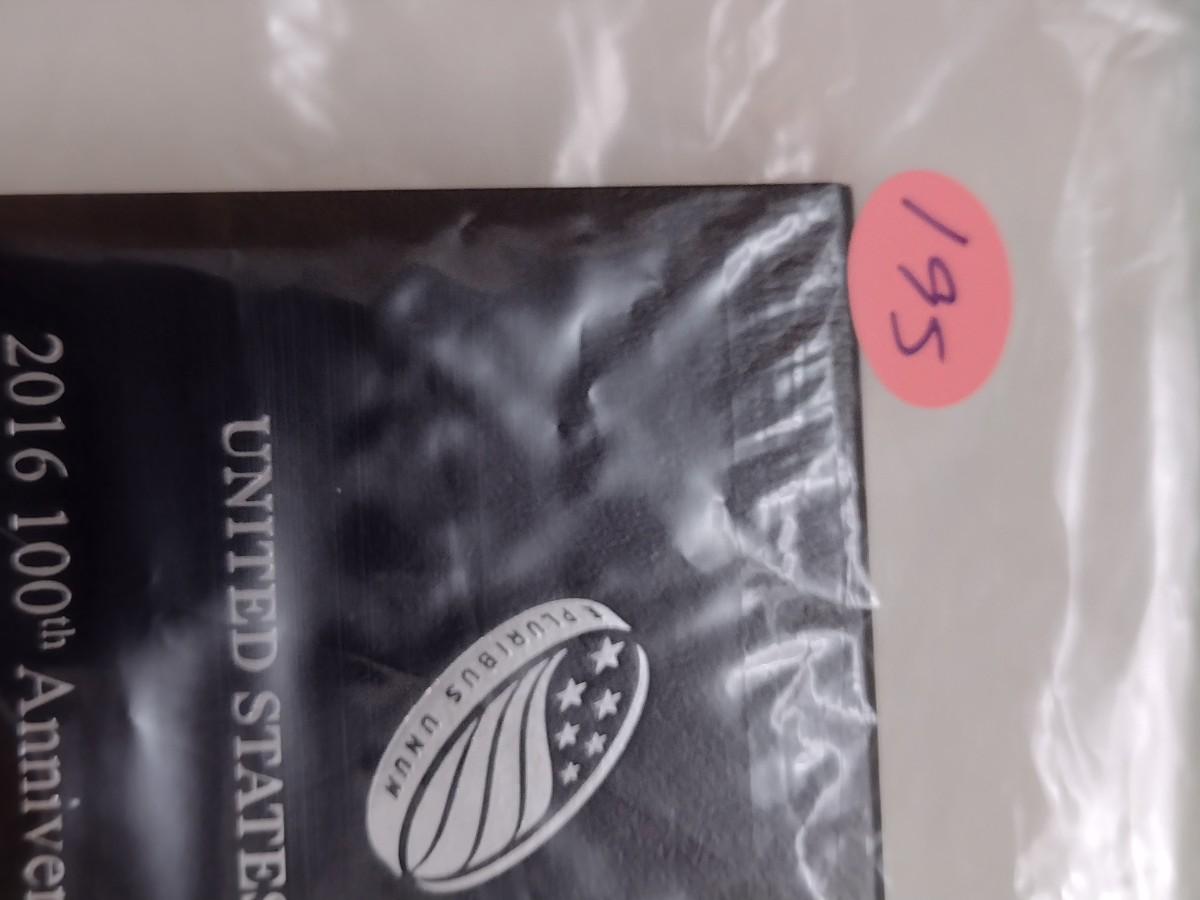 195
E PLURIBUS UNUM
UNITED STATES
2016 100th Anniver